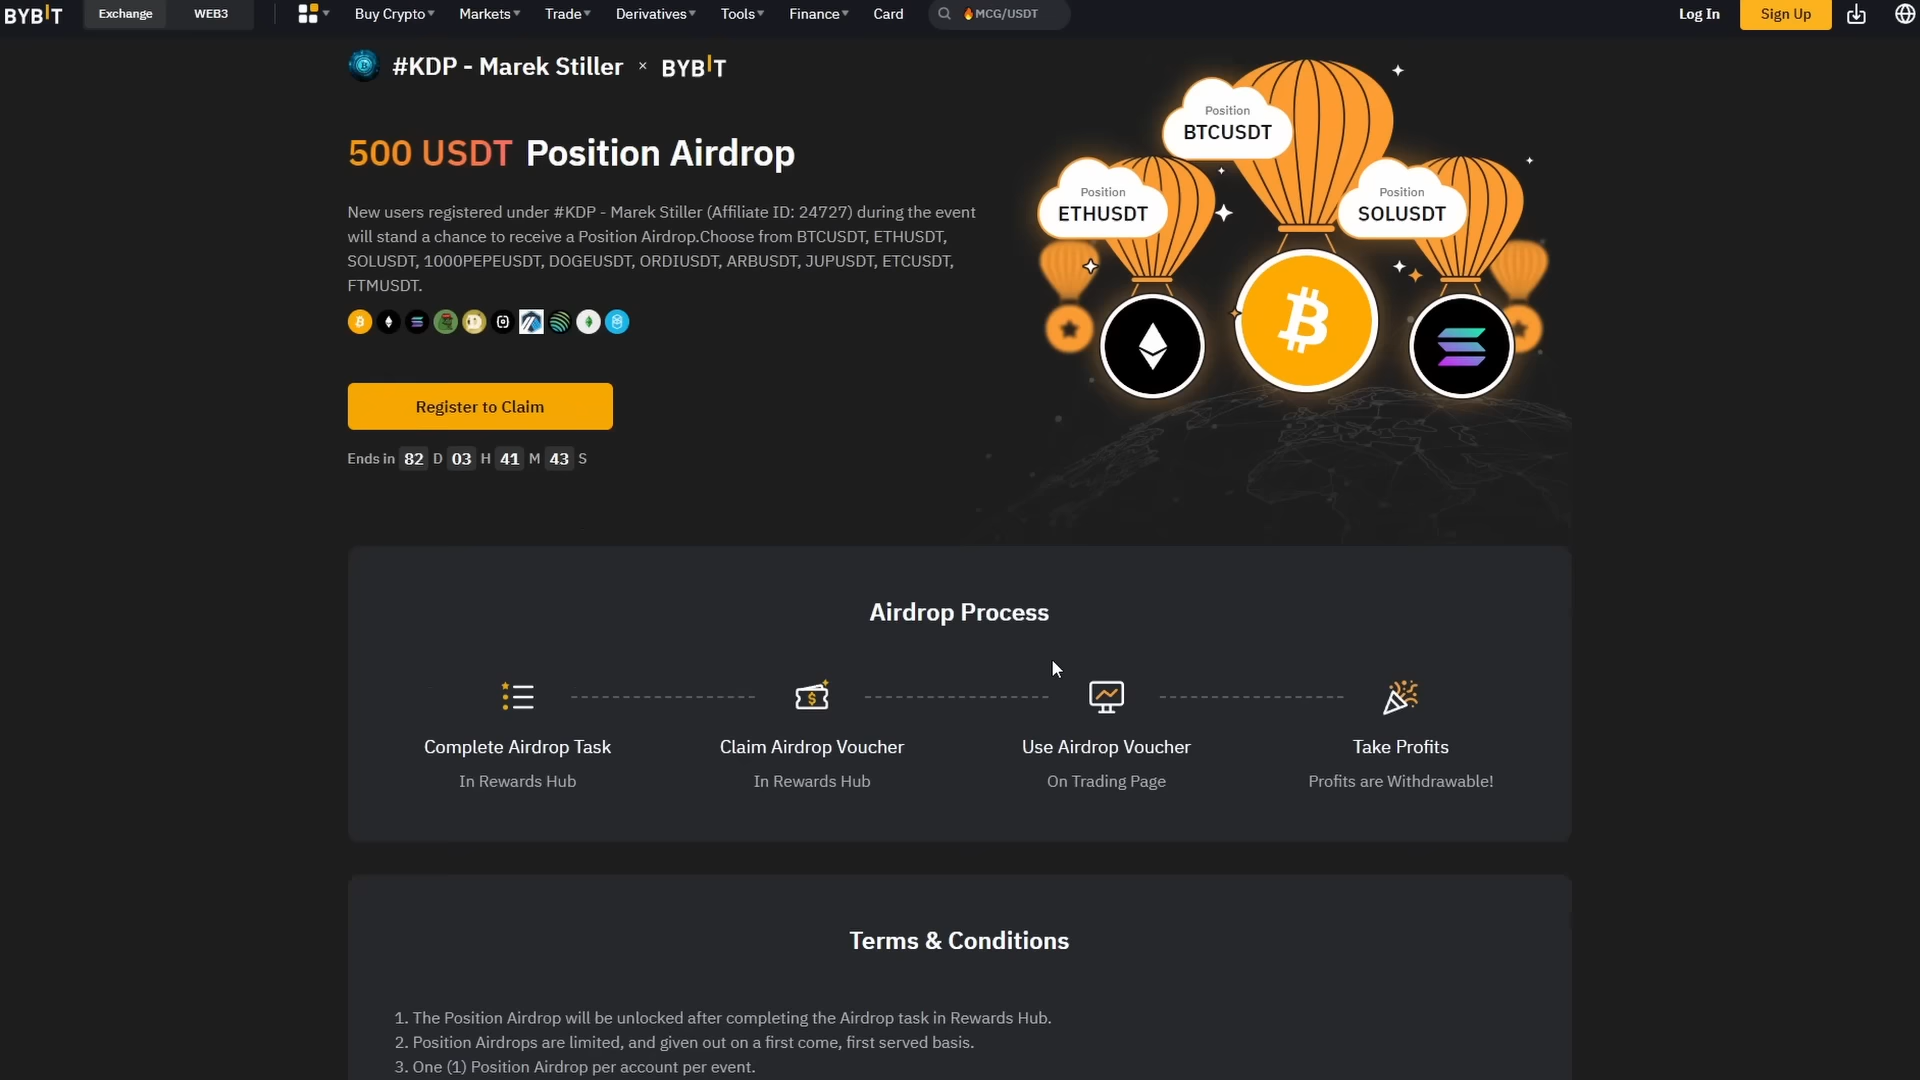 BYBIT
Exchange
WEB3
Buy Crypto
Markets
Trade
Derivatives
Tools
Finance
Card
MCG/USDT
Log In
Sign Up
#KDP - Marek Stiller × BYBIT
500 USDT Position Airdrop
New users registered under #KDP - Marek Stiller (Affiliate ID: 24727) during the event
will stand a chance to receive a Position Airdrop.Choose from BTCUSDT, ETHUSDT,
SOLUSDT, 1000PEPEUSDT, DOGEUSDT, ORDIUSDT, ARBUSDT, JUPUSDT, ETCUSDT,
FTMUSDT.
Register to Claim
Ends in 82 D 03 H 41 M 43 S
Position
BTCUSDT
Position
ETHUSDT
Position
SOLUSDT
Airdrop Process
Complete Airdrop Task
In Rewards Hub
Claim Airdrop Voucher
In Rewards Hub
Use Airdrop Voucher
On Trading Page
Take Profits
Profits are Withdrawable!
Terms & Conditions
1. The Position Airdrop will be unlocked after completing the Airdrop task in Rewards Hub.
2. Position Airdrops are limited, and given out on a first come, first served basis.
3. One (1) Position Airdrop per account per event.